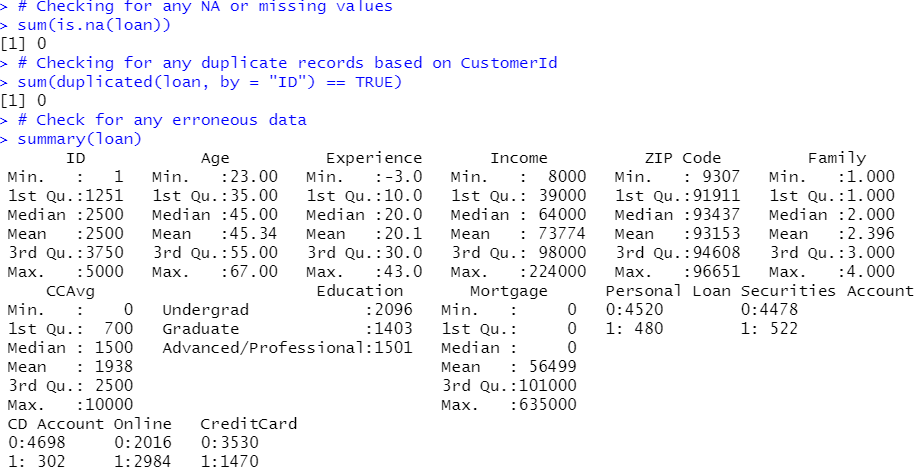 > # Checking for any NA or missing values
> sum(is.na(loan))
[1] 0
> # Checking for any duplicate records based on CustomerId
> sum(duplicated(loan, by = "ID") == TRUE)
[1] 0
> # Check for any erroneous data
> summary(loan)
       ID            Age          Experience       Income          ZIP Code         Family
 Min.   :   1   Min.   :23.00   Min.   :-3.0   Min.   :  8000   Min.   : 9307   Min.   :1.000
 1st Qu.:1251   1st Qu.:35.00   1st Qu.:10.0   1st Qu.: 39000   1st Qu.:91911   1st Qu.:1.000
 Median :2500   Median :45.00   Median :20.0   Median : 64000   Median :93437   Median :2.000
 Mean   :2500   Mean   :45.34   Mean   :20.1   Mean   : 73774   Mean   :93153   Mean   :2.396
 3rd Qu.:3750   3rd Qu.:55.00   3rd Qu.:30.0   3rd Qu.: 98000   3rd Qu.:94608   3rd Qu.:3.000
 Max.   :5000   Max.   :67.00   Max.   :43.0   Max.   :224000   Max.   :96651   Max.   :4.000
     CCAvg                       Education       Mortgage      Personal Loan Securities Account
 Min.   :    0   Undergrad            :2096   Min.   :     0   0:4520        0:4478
 1st Qu.:  700   Graduate             :1403   1st Qu.:     0   1: 480        1: 522
 Median : 1500   Advanced/Professional:1501   Median :     0
 Mean   : 1938                                Mean   : 56499
 3rd Qu.: 2500                                3rd Qu.:101000
 Max.   :10000                                Max.   :635000
 CD Account Online   CreditCard
 0:4698     0:2016   0:3530
 1: 302     1:2984   1:1470